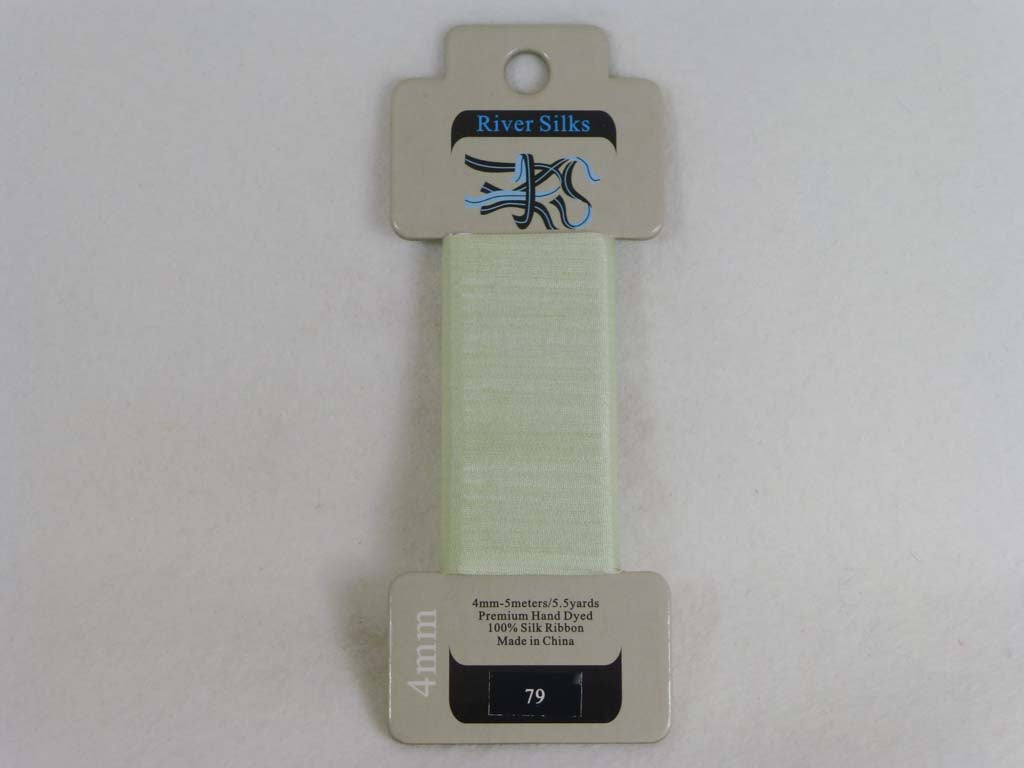 River Silks
4mm-5meters/5.5yards
Premium Hand Dyed
100% Silk Ribbon
Made in China
4mm
79